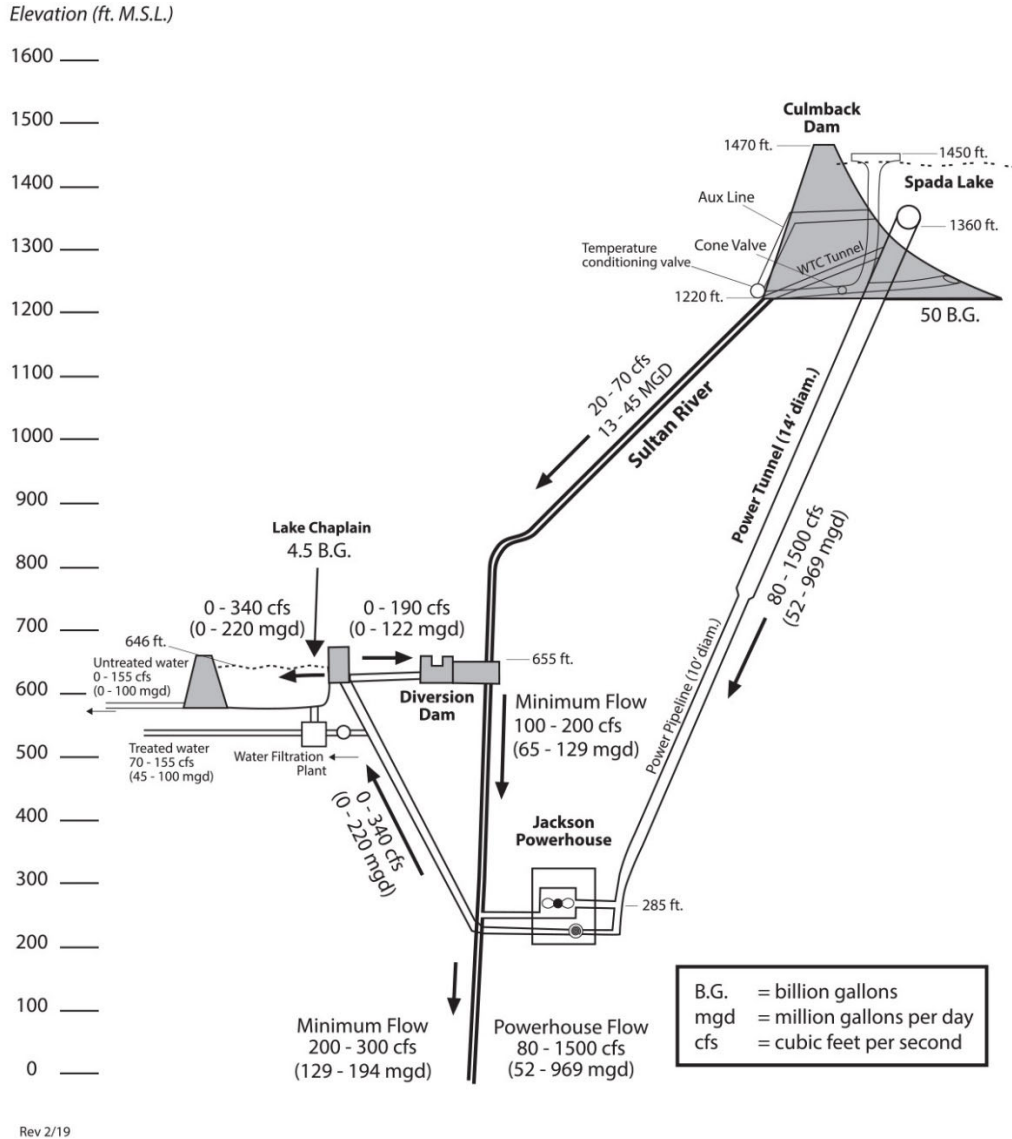 Elevation (ft. M.S.L.)
1600
1500
1400
1300
1200
1100
1000
900
800
700
600
500
400
300
200
100
0
Culmback
Dam
1470 ft.
1450 ft.
Spada Lake
Aux Line
1360 ft.
Temperature
conditioning valve
Cone Valve
WTC Tunnel
1220 ft.
50 B.G.
20 - 70 cfs
13 - 45 MGD
Sultan River
Power Tunnel (14' diam.)
80 - 1500 cfs
(52 - 969 mgd)
Power Pipeline (10' diam.)
Lake Chaplain
4.5 B.G.
0 - 340 cfs
(0 - 220 mgd)
0 - 190 cfs
(0 - 122 mgd)
646 ft.
Untreated water
0 - 155 cfs
(0 - 100 mgd)
655 ft.
Diversion
Dam
Minimum Flow
100 - 200 cfs
(65 - 129 mgd)
Treated water
70 - 155 cfs
(45 - 100 mgd)
Water Filtration
Plant
0 - 340 cfs
(0 - 220 mgd)
Jackson
Powerhouse
285 ft.
Minimum Flow
200 - 300 cfs
(129 - 194 mgd)
Powerhouse Flow
80 - 1500 cfs
(52 - 969 mgd)
B.G. = billion gallons
mgd = million gallons per day
cfs = cubic feet per second
Rev 2/19